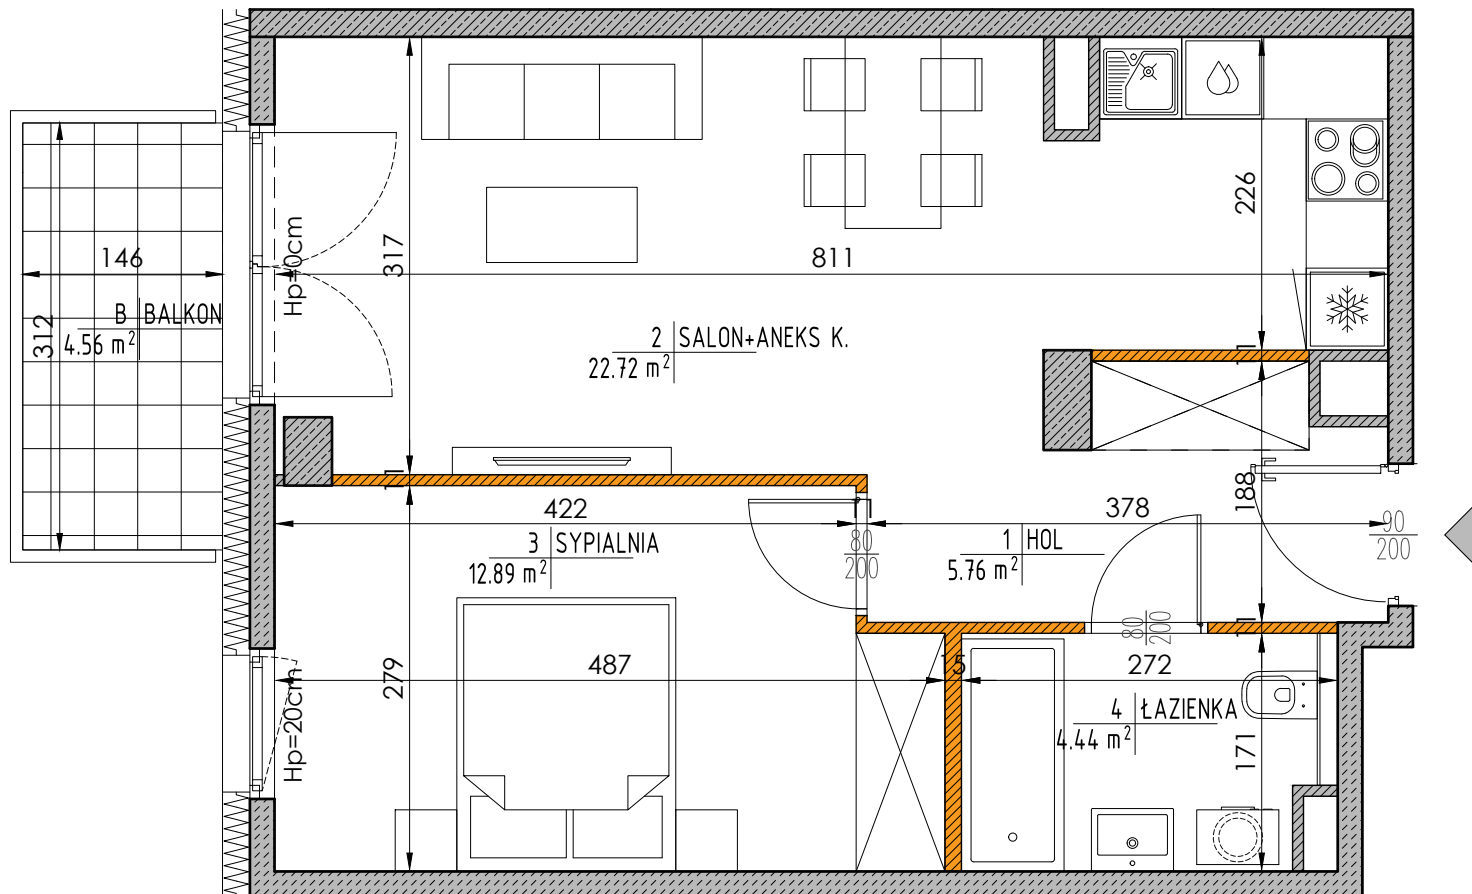 317
226
146
811
Hp=0cm
B BALKON
4.56 m²
312
2 SALON+ANEKS K.
22.72 m²
188
422
378
90
200
80
200
3 SYPIALNIA
12.89 m²
1 HOL
5.76 m²
80
200
279
487
15
272
Hp=20cm
4 ŁAZIENKA
4.44 m²
171